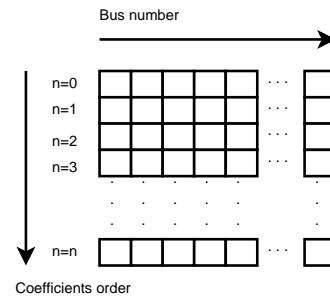 Bus number
n=0 . . .
n=1 . . .
n=2 . . .
n=3 . . .
. . . . . .
. . . . . .
. . . . . .
n=n . . .
Coefficients order